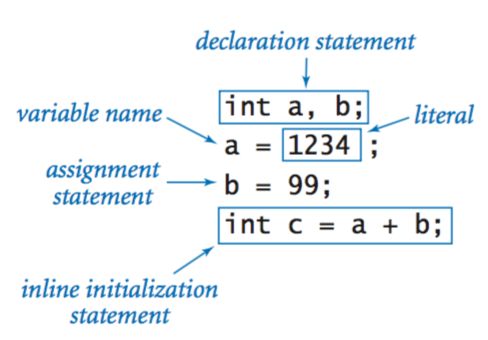 declaration statement
int a, b;
variable name
literal
a = 1234 ;
assignment
statement
b = 99;
int c = a + b;
inline initialization
statement